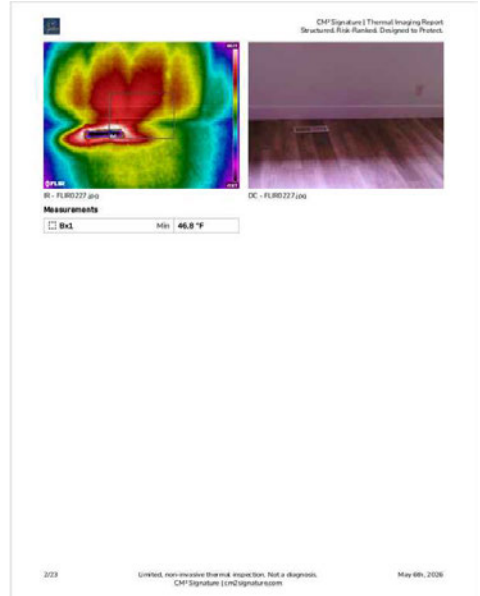 CM² Signature | Thermal Imaging Report
Structured. Risk-Ranked. Designed to Protect.
FLIR
IR - FLIR0227.jpg
DC - FLIR0227.jpg
Measurements
Bx1 Min 46.8 °F
2/23
Limited, non-invasive thermal inspection. Not a diagnosis.
CM² Signature | cm2signature.com
May 6th, 2026